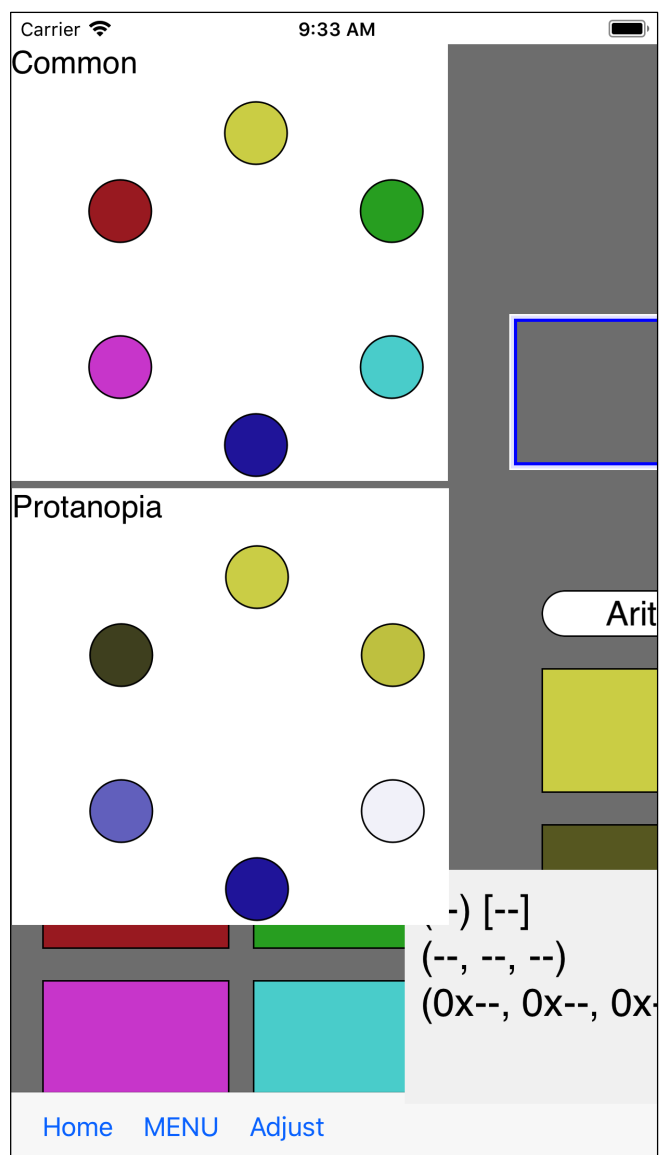 Carrier 9:33 AM
Common
Protanopia
Arit
-) [--]
(--, --, --)
(0x--, 0x--, 0x-
Home MENU Adjust